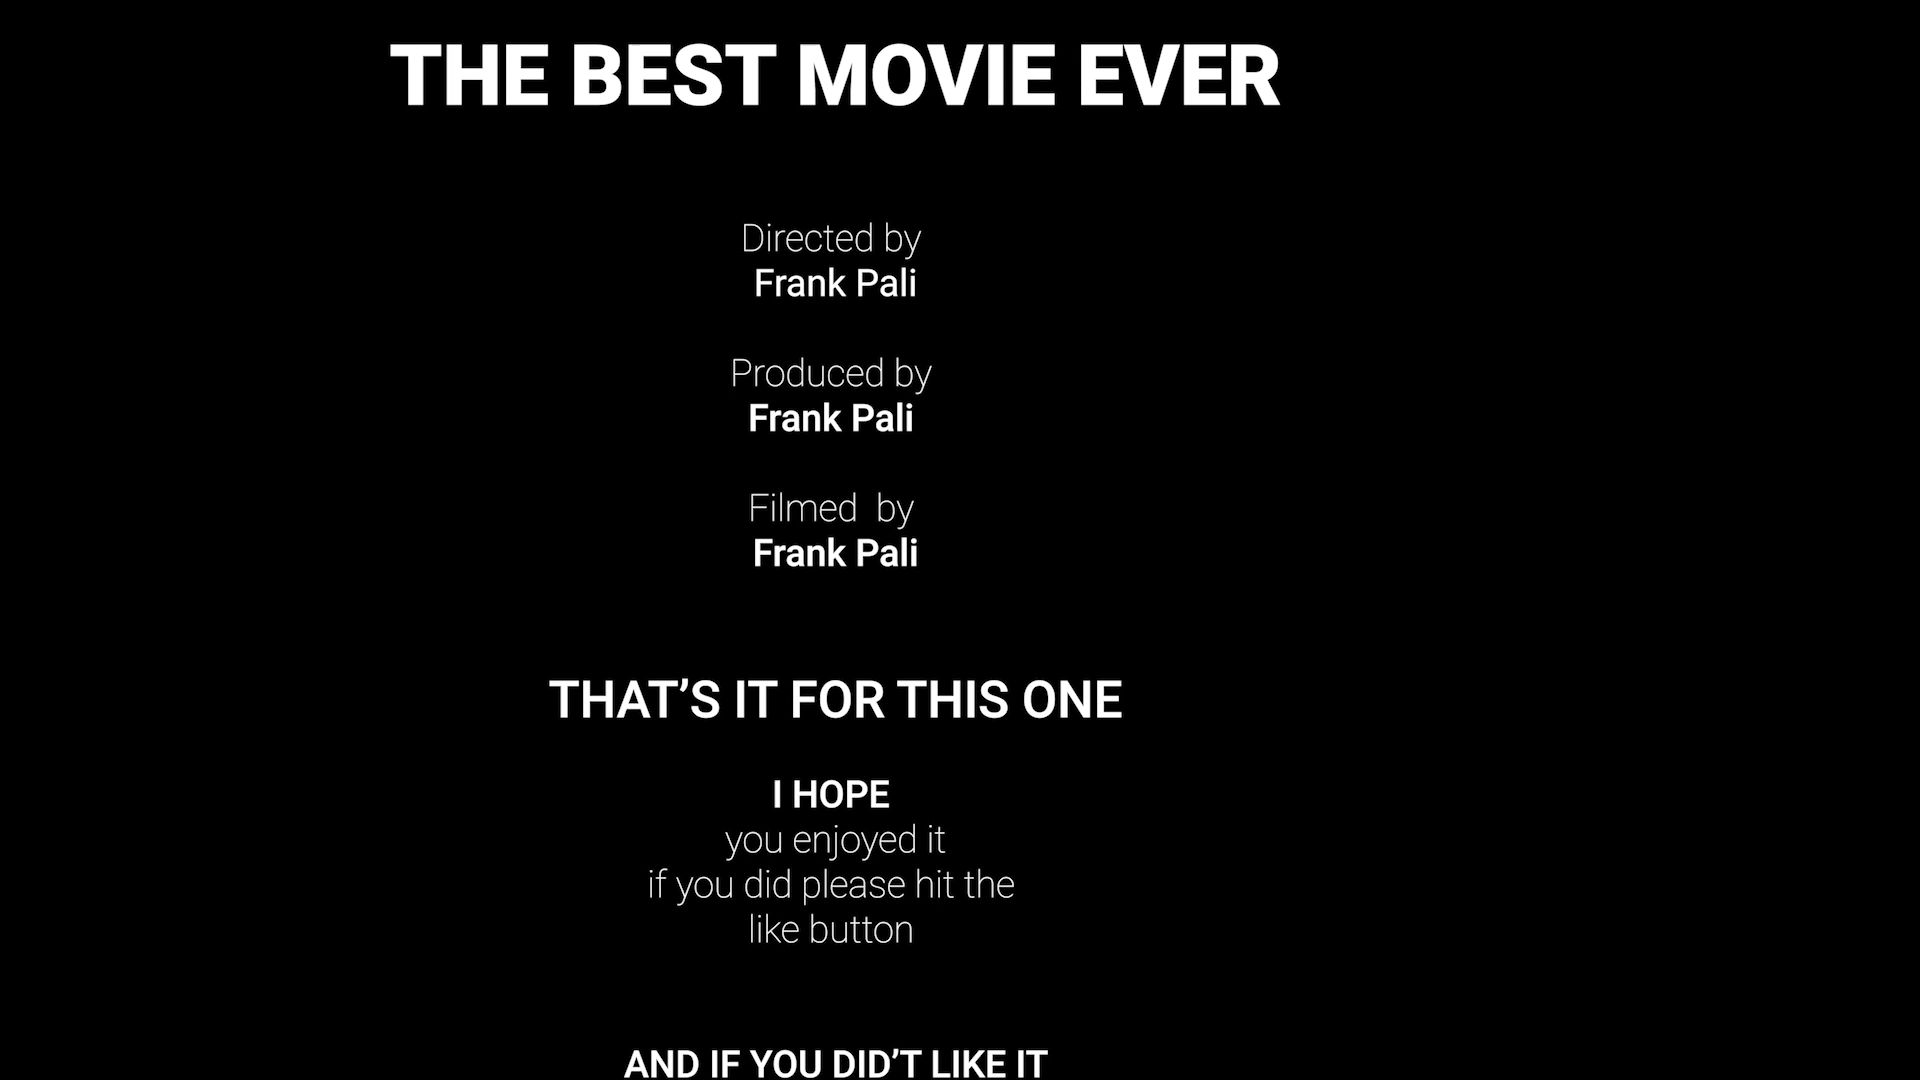 THE BEST MOVIE EVER
Directed by
Frank Pali
Produced by
Frank Pali
Filmed  by
Frank Pali
THAT’S IT FOR THIS ONE
I HOPE
you enjoyed it
if you did please hit the
like button
AND IF YOU DID’T LIKE IT